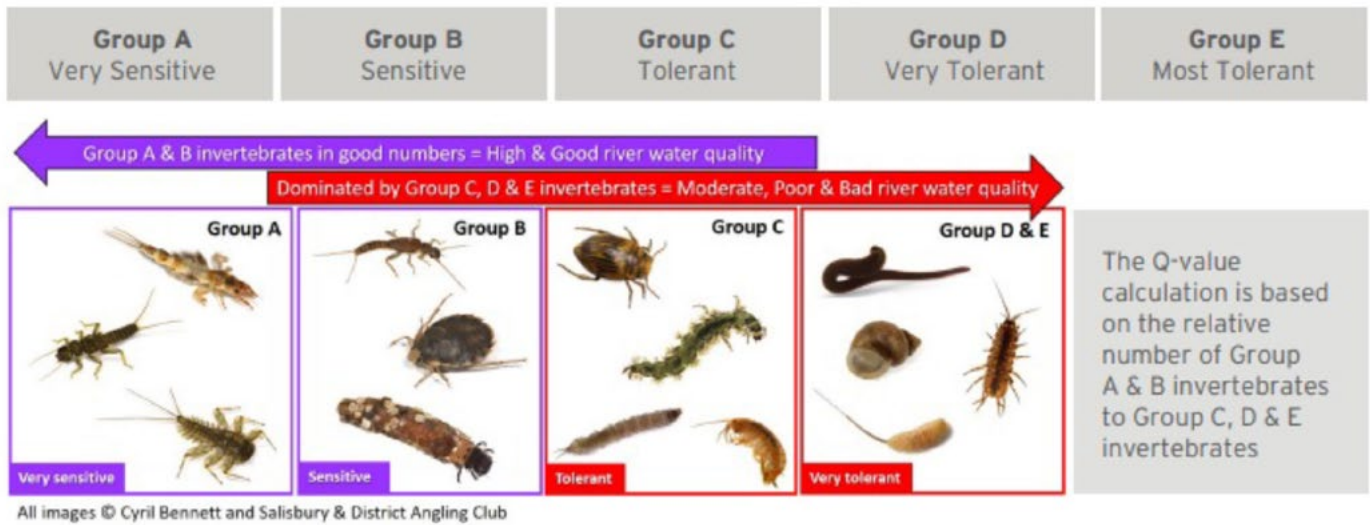 Group A
Very Sensitive
Group B
Sensitive
Group C
Tolerant
Group D
Very Tolerant
Group E
Most Tolerant
Group A & B invertebrates in good numbers = High & Good river water quality
Dominated by Group C, D & E invertebrates = Moderate, Poor & Bad river water quality
Group A
Very sensitive
Group B
Sensitive
Group C
Tolerant
Group D & E
Very tolerant
The Q-value
calculation is based
on the relative
number of Group
A & B invertebrates
to Group C, D & E
invertebrates
All images © Cyril Bennett and Salisbury & District Angling Club